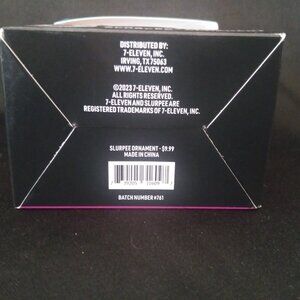 DISTRIBUTED BY:
7-ELEVEN, INC.
IRVING, TX 75063
WWW.7-ELEVEN.COM
©2023 7-ELEVEN, INC.
ALL RIGHTS RESERVED.
7-ELEVEN AND SLURPEE ARE
REGISTERED TRADEMARKS OF 7-ELEVEN, INC.
SLURPEE ORNAMENT - $9.99
MADE IN CHINA
BATCH NUMBER #761